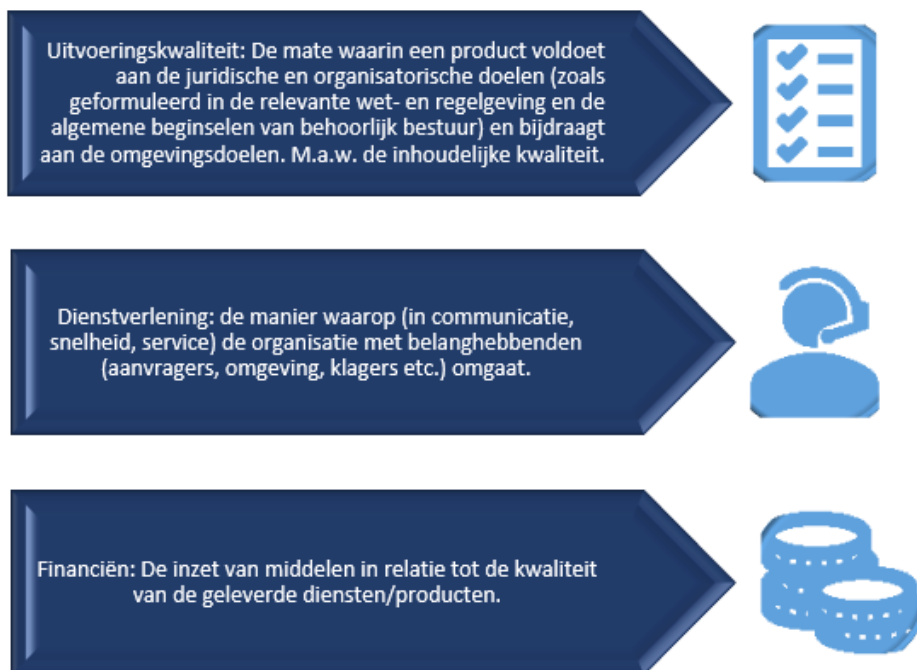 Uitvoeringskwaliteit: De mate waarin een product voldoet
aan de juridische en organisatorische doelen (zoals
geformuleerd in de relevante wet- en regelgeving en de
algemene beginselen van behoorlijk bestuur) en bijdraagt
aan de omgevingsdoelen. M.a.w. de inhoudelijke kwaliteit.
Dienstverlening: de manier waarop (in communicatie,
snelheid, service) de organisatie met belanghebbenden
(aanvragers, omgeving, klagers etc.) omgaat.
Financiën: De inzet van middelen in relatie tot de kwaliteit
van de geleverde diensten/producten.